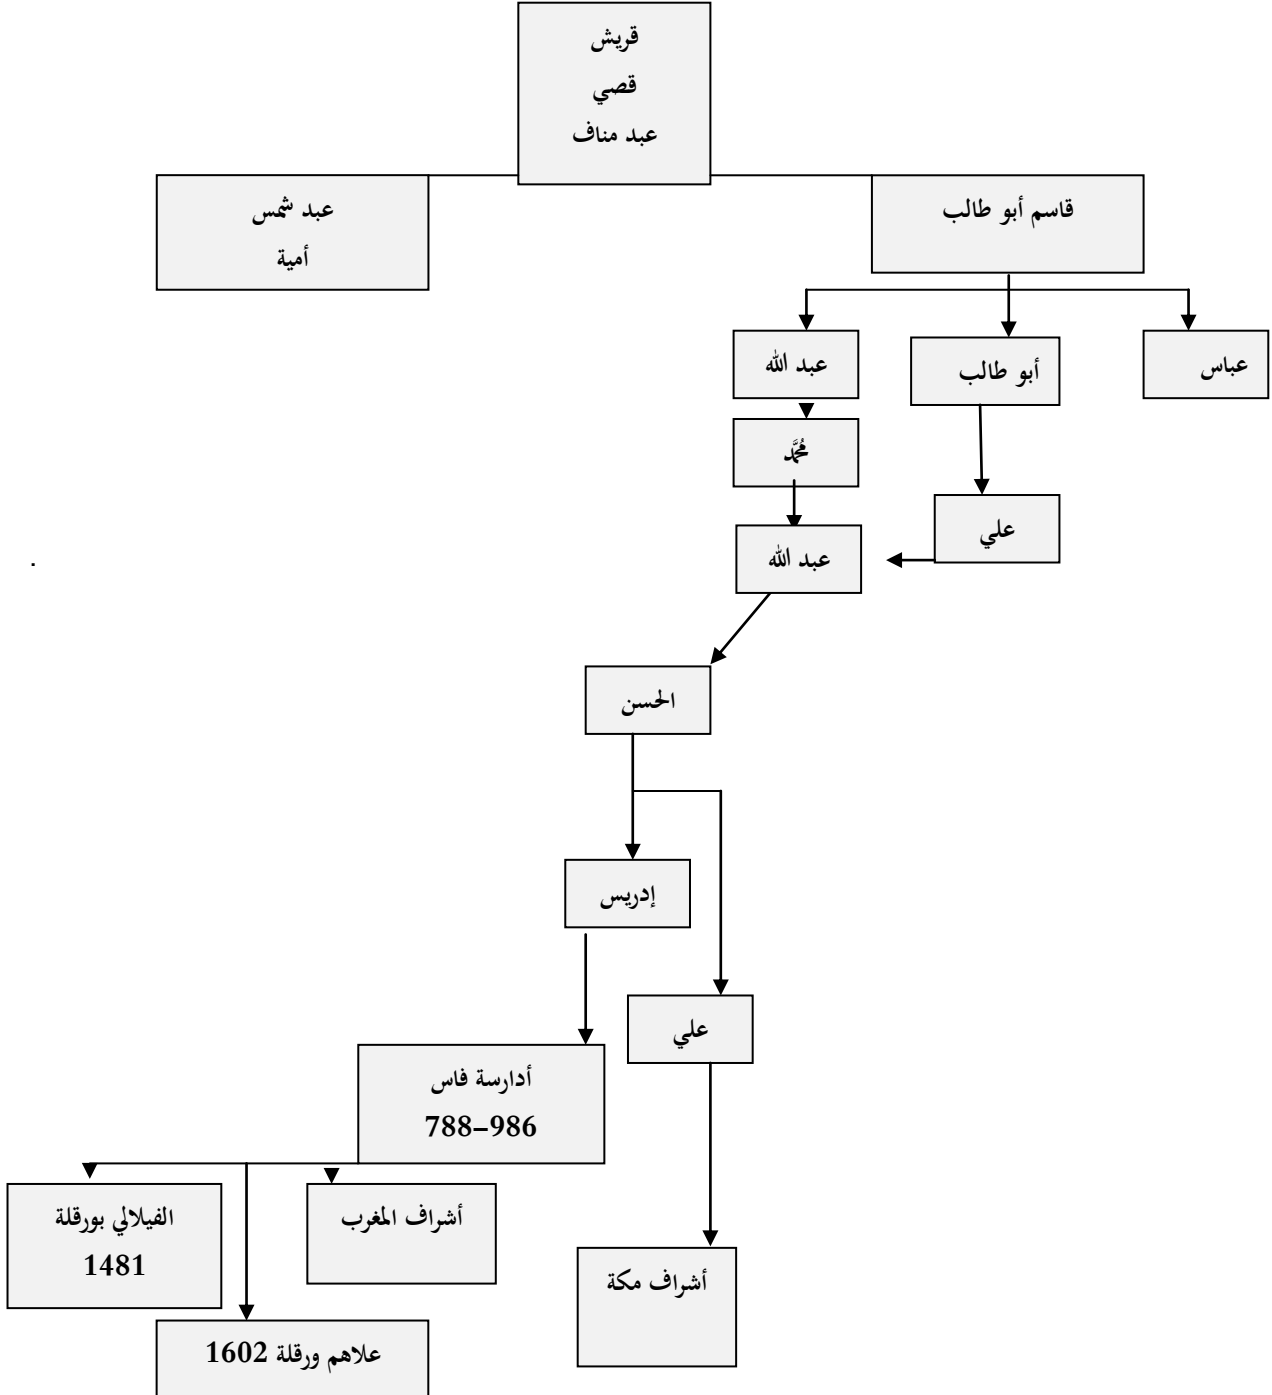 قريش
قصي
عبد مناف
قاسم أبو طالب
عبد شمس
أمية
عباس
أبو طالب
عبد الله
مُحَمَّد
علي
عبد الله
الحسن
إدريس
علي
أدارسة فاس
788–986
أشراف المغرب
الفيلالي بورقلة
1481
أشراف مكة
علاهم ورقلة 1602
.